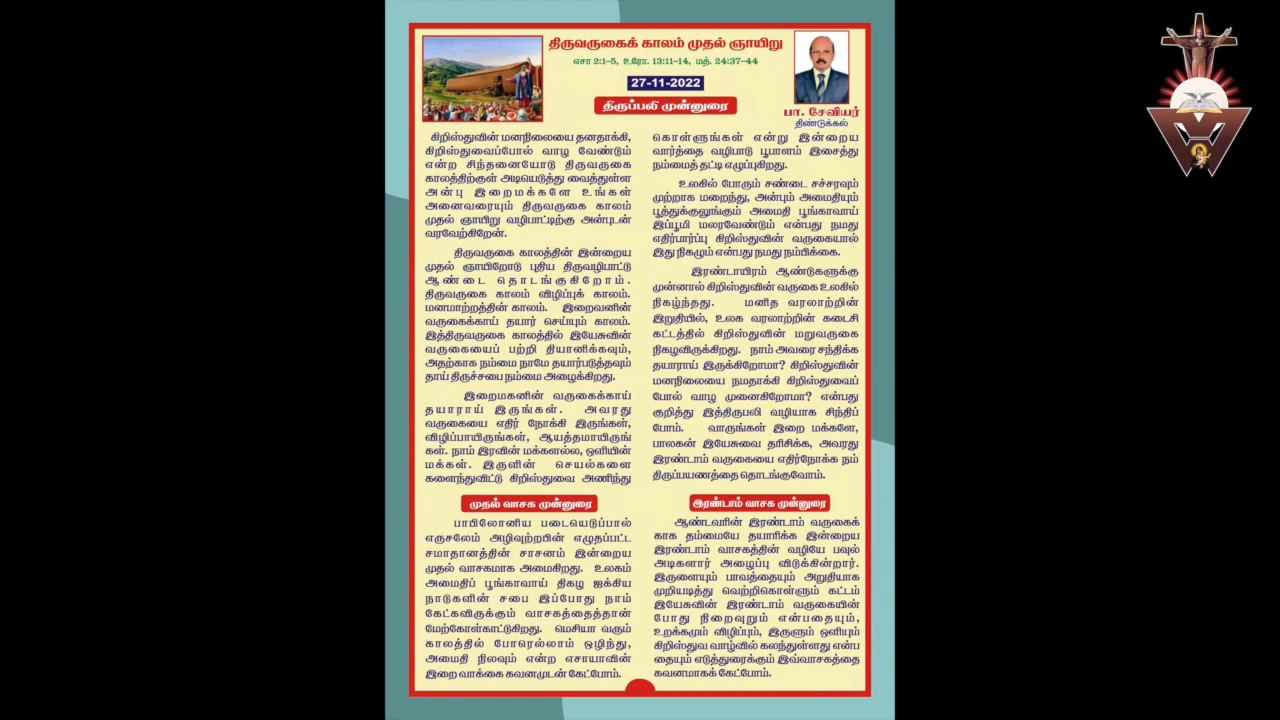 திருவருகைக் காலம் முதல் ஞாயிறு
எசா 2:1-5, உரோ. 13:11-14, மத். 24:37-44
27-11-2022
திருப்பலி முன்னுரை
பா. சேவியர்
திண்டுக்கல்
கிறிஸ்துவின் மனநிலையை தனதாக்கி,
கிறிஸ்துவைப்போல் வாழ வேண்டும்
என்ற சிந்தனையோடு திருவருகை
காலத்திற்குள் அடியெடுத்து வைத்துள்ள
அன்பு இறைமக்களே உங்கள்
அனைவரையும் திருவருகை காலம்
முதல் ஞாயிறு வழிபாட்டிற்கு அன்புடன்
வரவேற்கிறேன்.
திருவருகை காலத்தின் இன்றைய
முதல் ஞாயிறோடு புதிய திருவழிபாட்டு
ஆண்டை தொடங்குகிறோம்.
திருவருகை காலம் விழிப்புக் காலம்.
மனமாற்றத்தின் காலம். இறைவனின்
வருகைக்காய் தயார் செய்யும் காலம்.
இத்திருவருகை காலத்தில் இயேசுவின்
வருகையைப் பற்றி தியானிக்கவும்,
அதற்காக நம்மை நாமே தயார்படுத்தவும்
தாய் திருச்சபை நம்மை அழைக்கிறது.
இறைமகனின் வருகைக்காய்
தயாராய் இருங்கள். அவரது
வருகையை எதிர் நோக்கி இருங்கள்,
விழிப்பாயிருங்கள், ஆயத்தமாயிருங்
கள். நாம் இரவின் மக்களல்ல, ஒளியின்
மக்கள். இருளின் செயல்களை
களைந்துவிட்டு கிறிஸ்துவை அணிந்து
கொள்ளுங்கள் என்று இன்றைய
வார்த்தை வழிபாடு பூபாளம் இசைத்து
நம்மைத் தட்டி எழுப்புகிறது.
உலகில் போரும் சண்டை சச்சரவும்
முற்றாக மறைந்து, அன்பும் அமைதியும்
பூத்துக்குலுங்கும் அமைதி பூங்காவாய்
இப்பூமி மலரவேண்டும் என்பது நமது
எதிர்பார்ப்பு கிறிஸ்துவின் வருகையால்
இது நிகழும் என்பது நமது நம்பிக்கை.
இரண்டாயிரம் ஆண்டுகளுக்கு
முன்னால் கிறிஸ்துவின் வருகை உலகில்
நிகழ்ந்தது. மனித வரலாற்றின்
இறுதியில், உலக வரலாற்றின் கடைசி
கட்டத்தில் கிறிஸ்துவின் மறுவருகை
நிகழவிருக்கிறது. நாம் அவரை சந்திக்க
தயாராய் இருக்கிறோமா? கிறிஸ்துவின்
மனநிலையை நமதாக்கி கிறிஸ்துவைப்
போல் வாழ முனைகிறோமா? என்பது
குறித்து இத்திருபலி வழியாக சிந்திப்
போம். வாருங்கள் இறை மக்களே,
பாலகன் இயேசுவை தரிசிக்க, அவரது
இரண்டாம் வருகையை எதிர்நோக்க நம்
திருப்பயணத்தை தொடங்குவோம்.
முதல் வாசக முன்னுரை
பாபிலோனிய படையெடுப்பால்
எருசலேம் அழிவுற்றபின் எழுதப்பட்ட
சமாதானத்தின் சாசனம் இன்றைய
முதல் வாசகமாக அமைகிறது. உலகம்
அமைதிப் பூங்காவாய் திகழ ஐக்கிய
நாடுகளின் சபை இப்போது நாம்
கேட்கவிருக்கும் வாசகத்தைத்தான்
மேற்கோள்காட்டுகிறது. மெசியா வரும்
காலத்தில் போரெல்லாம் ஒழிந்து,
அமைதி நிலவும் என்ற எசாயாவின்
இறை வாக்கை கவனமுடன் கேட்போம்.
இரண்டாம் வாசக முன்னுரை
ஆண்டவரின் இரண்டாம் வருகைக்
காக தம்மையே தயாரிக்க இன்றைய
இரண்டாம் வாசகத்தின் வழியே பவுல்
அடிகளார் அழைப்பு விடுக்கின்றார்.
இருளையும் பாவத்தையும் அறுதியாக
முறியடித்து வெற்றிகொள்ளும் கட்டம்
இயேசுவின் இரண்டாம் வருகையின்
போது நிறைவுறும் என்பதையும்,
உறக்கமும் விழிப்பும், இருளும் ஒளியும்
கிறிஸ்துவ வாழ்வில் கலந்துள்ளது என்ப
தையும் எடுத்துரைக்கும் இவ்வாசகத்தை
கவனமாகக் கேட்போம்.